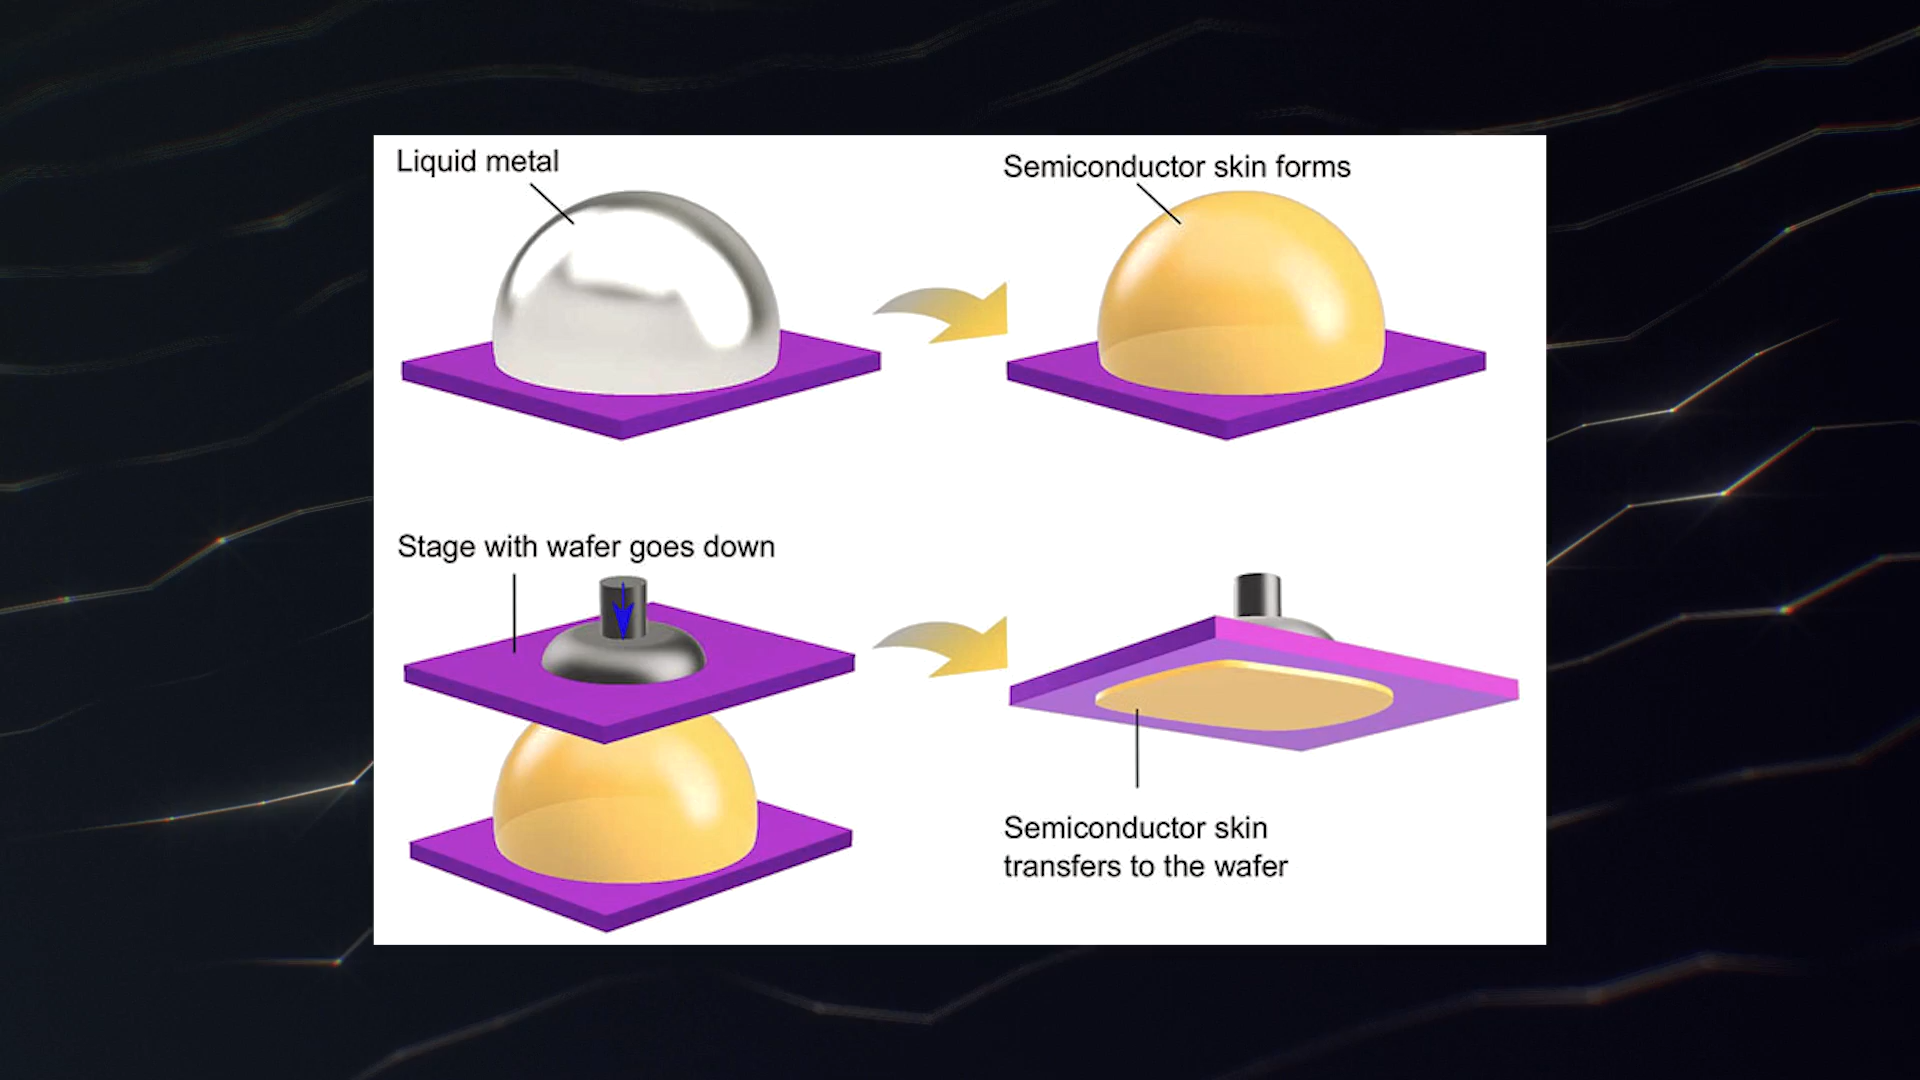 Liquid metal
Semiconductor skin forms
Stage with wafer goes down
Semiconductor skin
transfers to the wafer